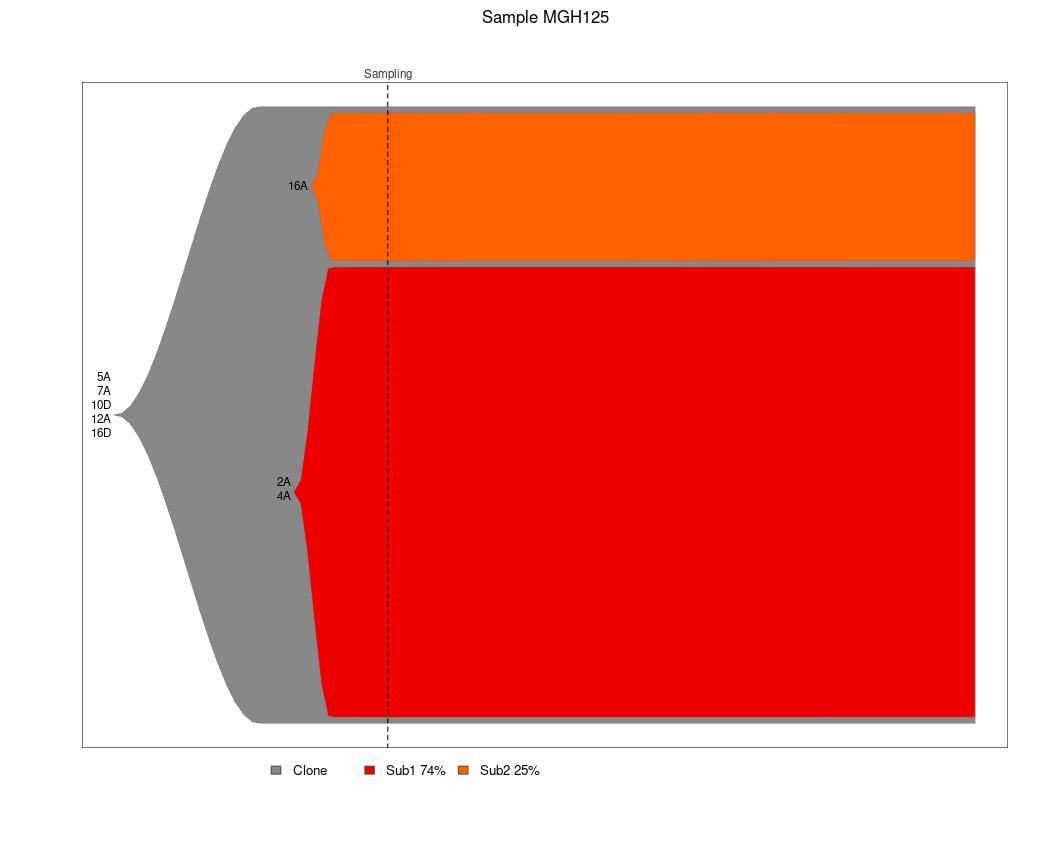 Sample MGH125
Sampling
16A
5A
7A
10D
12A
16D
2A
4A
Clone
Sub1 74%
Sub2 25%